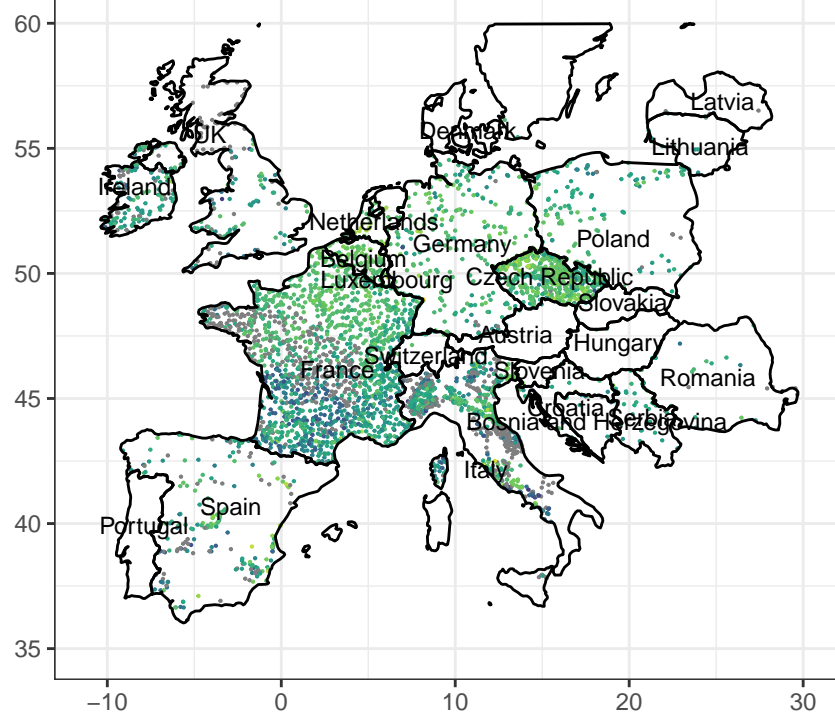 60
Latvia
UK
Denmark
55
Lithuania
Ireland
Netherlands
Germany
Poland
Belgium
50
Luxembourg
Czech Republic
Slovakia
Austria
Hungary
Switzerland
France
Slovenia
Romania
45
Croatia
Serbia
Bosnia and Herzegovina
Italy
Spain
Portugal
40
35
−10 0 10 20 30